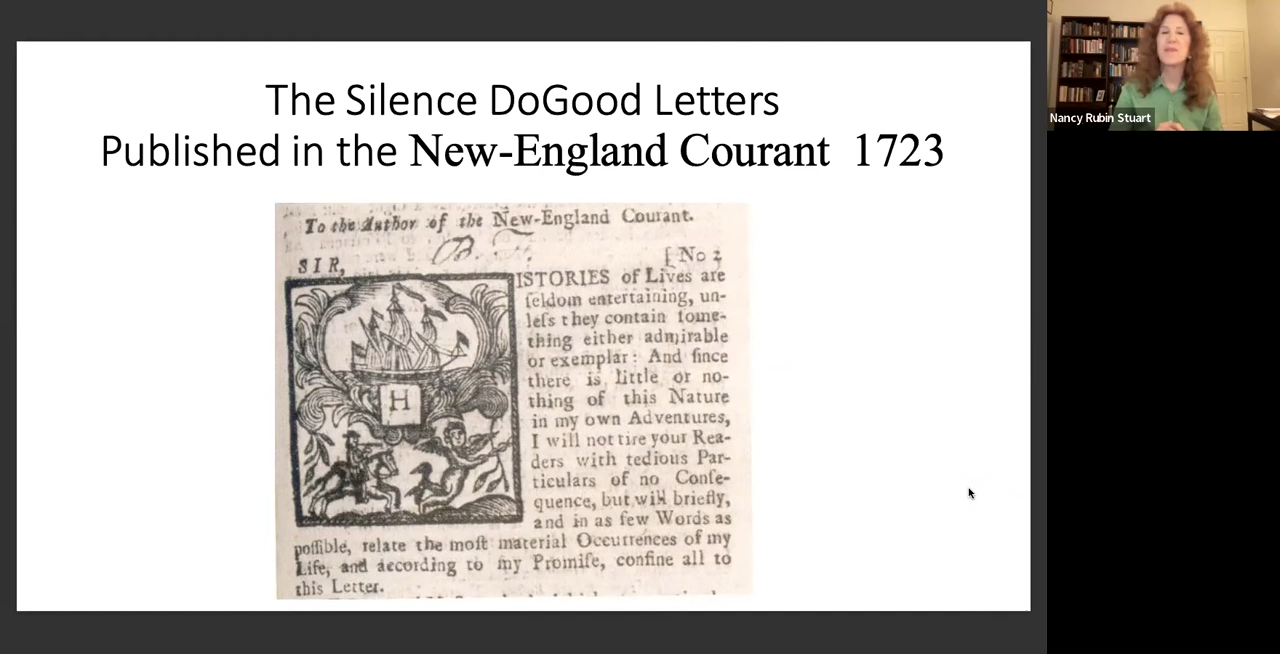 The Silence DoGood Letters
Published in the New-England Courant 1723
To the Author of the New-England Courant.
SIR,
[ No 2
H
ISTORIES of Lives are
ſeldom entertaining, un-
leſs they contain ſome-
thing either admirable
or exemplar: And ſince
there is little or no-
thing of this Nature
in my own Adventures,
I will not tire your Rea-
ders with tedious Par-
ticulars of no Conſe-
quence, but will briefly,
and in as few Words as
poſſible, relate the moſt material Occurrences of my
Life, and according to my Promiſe, confine all to
this Letter.
Nancy Rubin Stuart